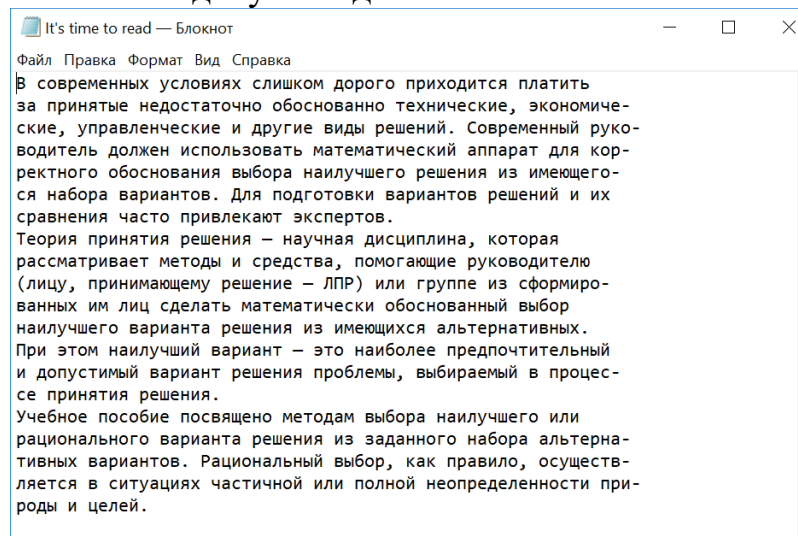 It's time to read — Блокнот
Файл Правка Формат Вид Справка
В современных условиях слишком дорого приходится платить
за принятые недостаточно обоснованно технические, экономиче-
ские, управленческие и другие виды решений. Современный руко-
водитель должен использовать математический аппарат для кор-
ректного обоснования выбора наилучшего решения из имеющего-
ся набора вариантов. Для подготовки вариантов решений и их
сравнения часто привлекают экспертов.
Теория принятия решения — научная дисциплина, которая
рассматривает методы и средства, помогающие руководителю
(лицу, принимающему решение — ЛПР) или группе из сформиро-
ванных им лиц сделать математически обоснованный выбор
наилучшего варианта решения из имеющихся альтернативных.
При этом наилучший вариант — это наиболее предпочтительный
и допустимый вариант решения проблемы, выбираемый в процес-
се принятия решения.
Учебное пособие посвящено методам выбора наилучшего или
рационального варианта решения из заданного набора альтерна-
тивных вариантов. Рациональный выбор, как правило, осуществ-
ляется в ситуациях частичной или полной неопределенности при-
роды и целей.